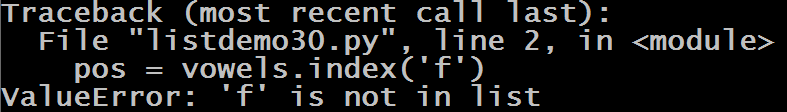 Traceback (most recent call last):
  File "listdemo30.py", line 2, in <module>
    pos = vowels.index('f')
ValueError: 'f' is not in list